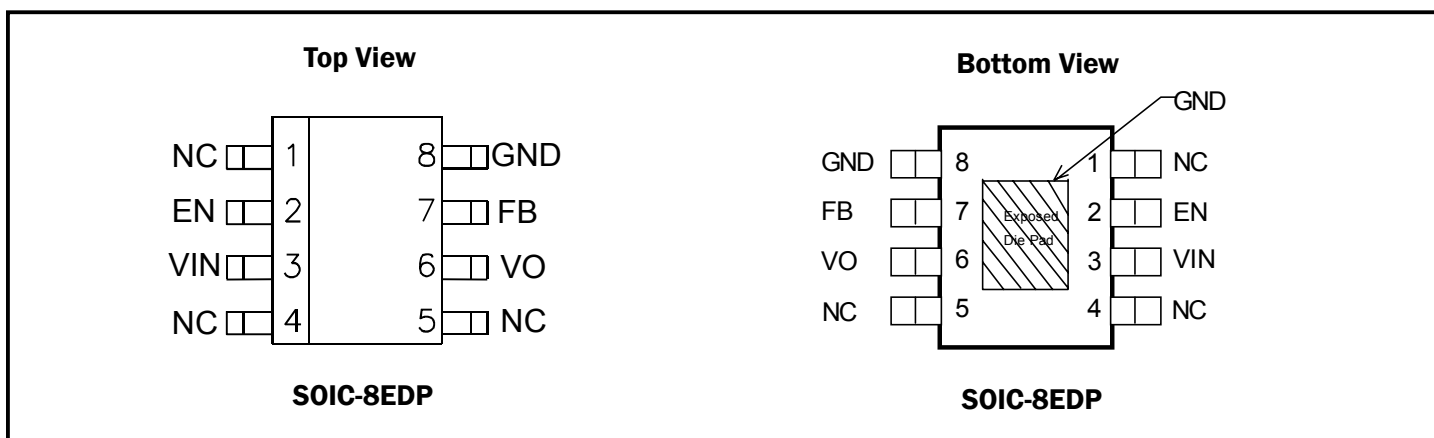 Top View
NC 1 8 GND
EN 2 7 FB
VIN 3 6 VO
NC 4 5 NC
SOIC-8EDP
Bottom View
GND
GND 8 1 NC
FB 7 2 EN
Exposed
Die Pad
VO 6 3 VIN
NC 5 4 NC
SOIC-8EDP